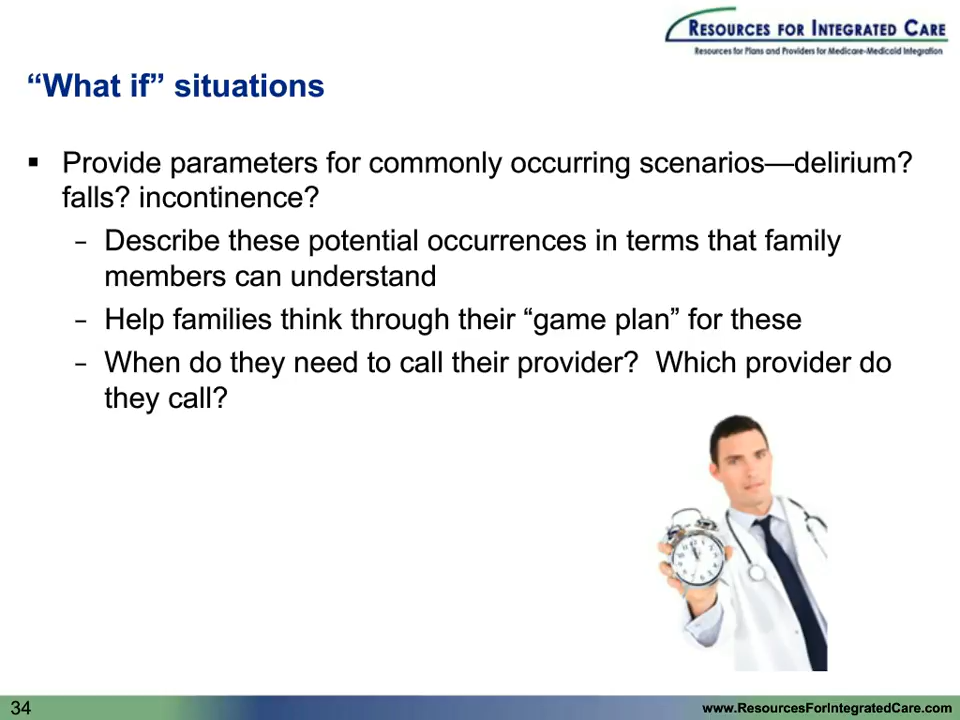 RESOURCES FOR INTEGRATED CARE
Resources for Plans and Providers for Medicare-Medicaid Integration
“What if” situations
▪ Provide parameters for commonly occurring scenarios—delirium?
falls? incontinence?
– Describe these potential occurrences in terms that family
members can understand
– Help families think through their “game plan” for these
– When do they need to call their provider?  Which provider do
they call?
34
www.ResourcesForIntegratedCare.com